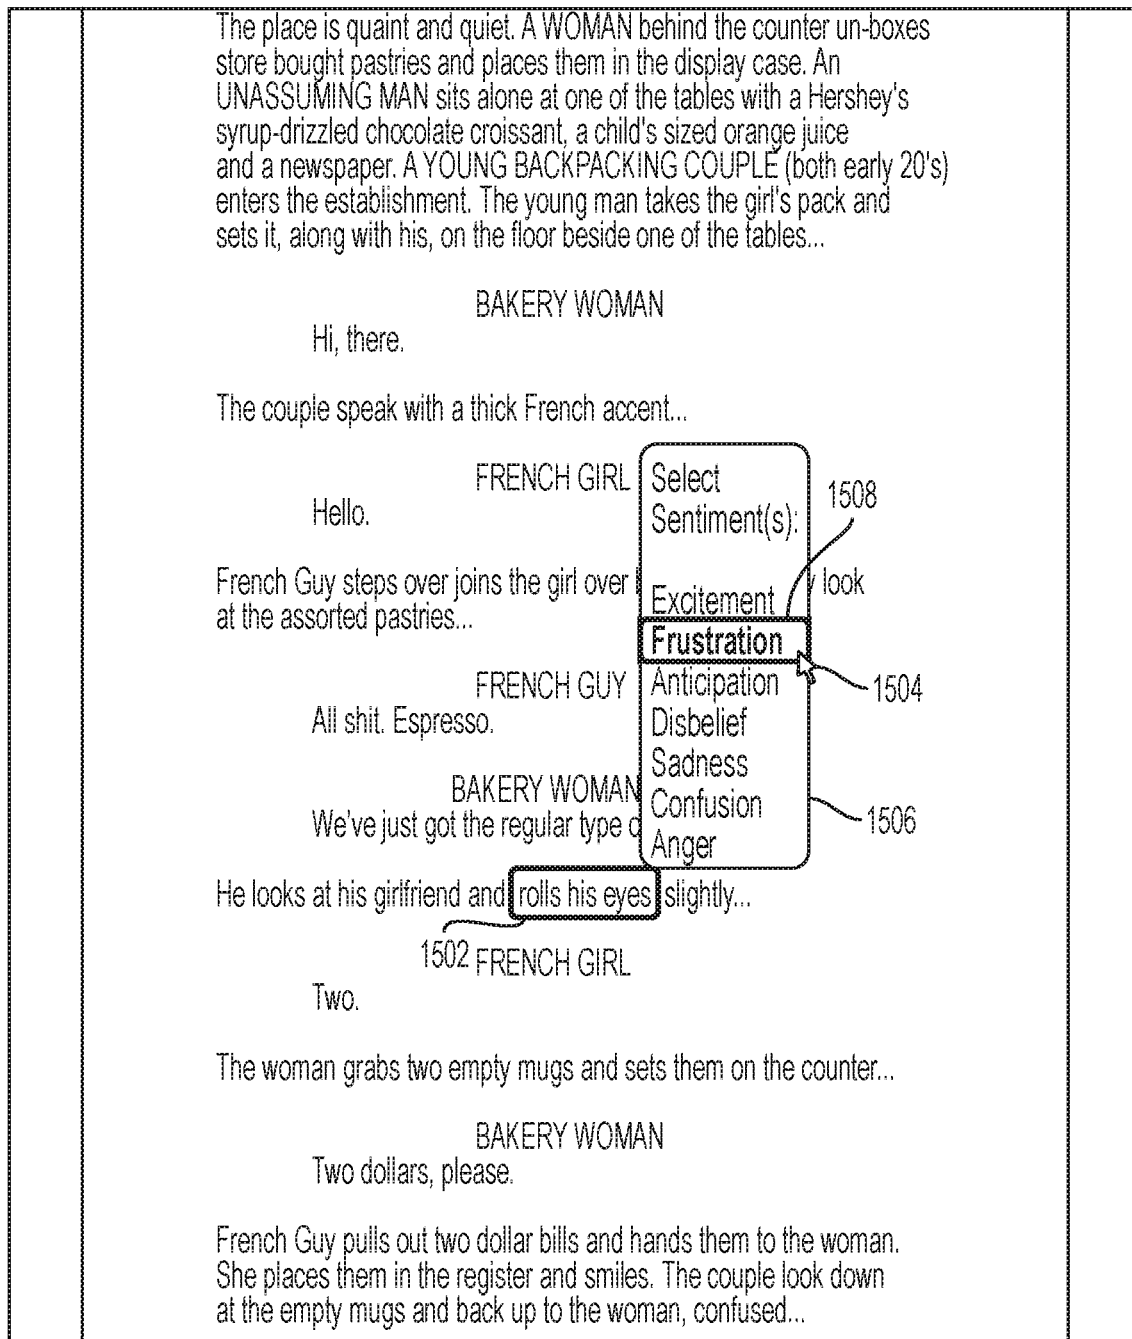 The place is quaint and quiet. A WOMAN behind the counter un-boxes
store bought pastries and places them in the display case. An
UNASSUMING MAN sits alone at one of the tables with a Hershey's
syrup-drizzled chocolate croissant, a child's sized orange juice
and a newspaper. A YOUNG BACKPACKING COUPLE (both early 20's)
enters the establishment. The young man takes the girl's pack and
sets it, along with his, on the floor beside one of the tables...
BAKERY WOMAN
Hi, there.
The couple speak with a thick French accent...
FRENCH GIRL
Hello.
French Guy steps over joins the girl over look
at the assorted pastries...
FRENCH GUY
All shit. Espresso.
BAKERY WOMAN
We've just got the regular type
He looks at his girlfriend and rolls his eyes slightly...
1502
FRENCH GIRL
Two.
The woman grabs two empty mugs and sets them on the counter...
BAKERY WOMAN
Two dollars, please.
French Guy pulls out two dollar bills and hands them to the woman.
She places them in the register and smiles. The couple look down
at the empty mugs and back up to the woman, confused...
Select
Sentiment(s):
Excitement
Frustration
Anticipation
Disbelief
Sadness
Confusion
Anger
1508
1504
1506